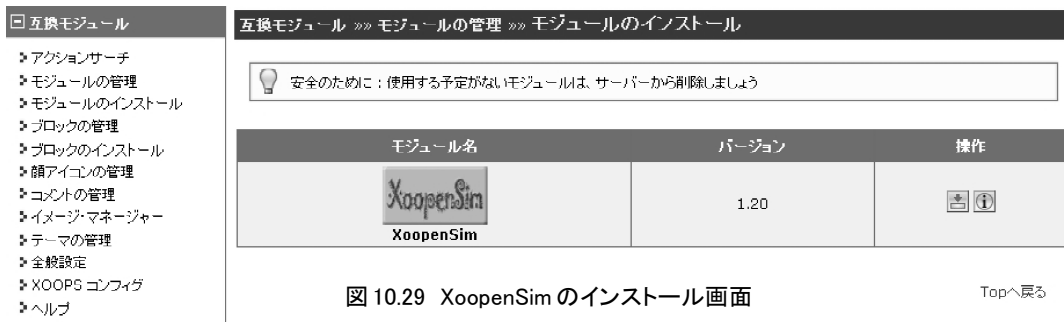 互換モジュール
アクションサーチ
モジュールの管理
モジュールのインストール
ブロックの管理
ブロックのインストール
顔アイコンの管理
コメントの管理
イメージ・マネージャー
テーマの管理
全般設定
XOOPS コンフィグ
ヘルプ
互換モジュール »» モジュールの管理 »» モジュールのインストール
安全のために：使用する予定がないモジュールは、サーバーから削除しましょう
モジュール名 バージョン 操作
XoopenSim
XoopenSim
1.20
図 10.29 XoopenSim のインストール画面
Topへ戻る